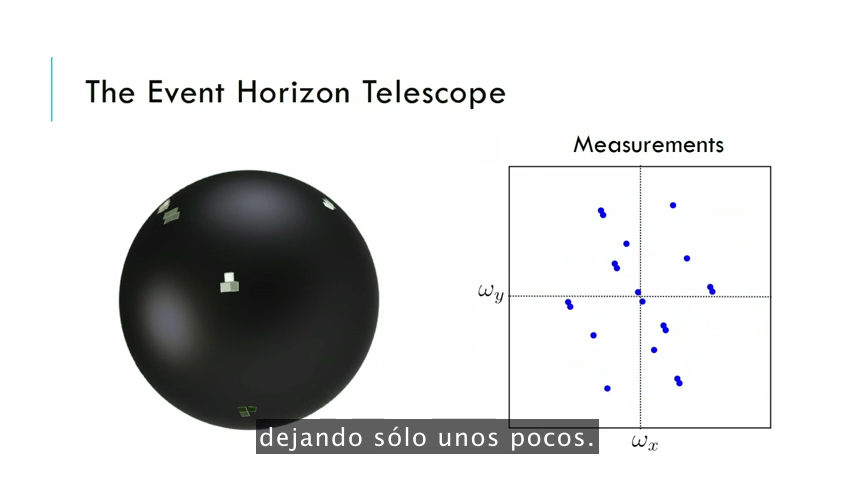 The Event Horizon Telescope
Measurements
ω_y
dejando sólo unos pocos.
ω_x